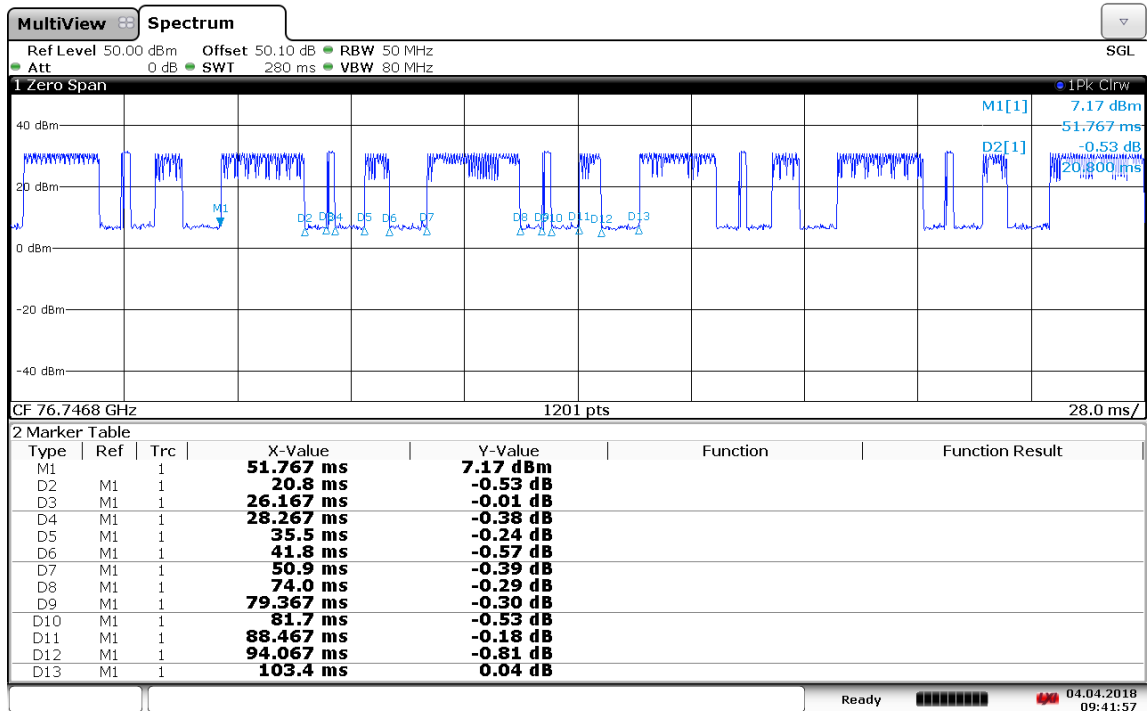 MultiView Spectrum
Ref Level 50.00 dBm Offset 50.10 dB RBW 50 MHz SGL
Att 0 dB SWT 280 ms VBW 80 MHz
1 Zero Span 1Pk Clrw
M1[1] 7.17 dBm
40 dBm 51.767 ms
D2[1] -0.53 dB
20.800 ms
20 dBm
M1
D2 D3 D4 D5 D6 D7 D8 D9 D10 D11 D12 D13
0 dBm
-20 dBm
-40 dBm
CF 76.7468 GHz 1201 pts 28.0 ms/
2 Marker Table
Type Ref Trc X-Value Y-Value Function Function Result
M1 1 51.767 ms 7.17 dBm
D2 M1 1 20.8 ms -0.53 dB
D3 M1 1 26.167 ms -0.01 dB
D4 M1 1 28.267 ms -0.38 dB
D5 M1 1 35.5 ms -0.24 dB
D6 M1 1 41.8 ms -0.57 dB
D7 M1 1 50.9 ms -0.39 dB
D8 M1 1 74.0 ms -0.29 dB
D9 M1 1 79.367 ms -0.30 dB
D10 M1 1 81.7 ms -0.53 dB
D11 M1 1 88.467 ms -0.18 dB
D12 M1 1 94.067 ms -0.81 dB
D13 M1 1 103.4 ms 0.04 dB
Ready 04.04.2018
09:41:57